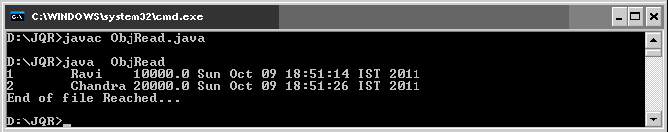 C:\WINDOWS\system32\cmd.exe
D:\JQR>javac ObjRead.java
D:\JQR>java  ObjRead
1       Ravi    10000.0 Sun Oct 09 18:51:14 IST 2011
2       Chandra 20000.0 Sun Oct 09 18:51:26 IST 2011
End of file Reached...
D:\JQR>_